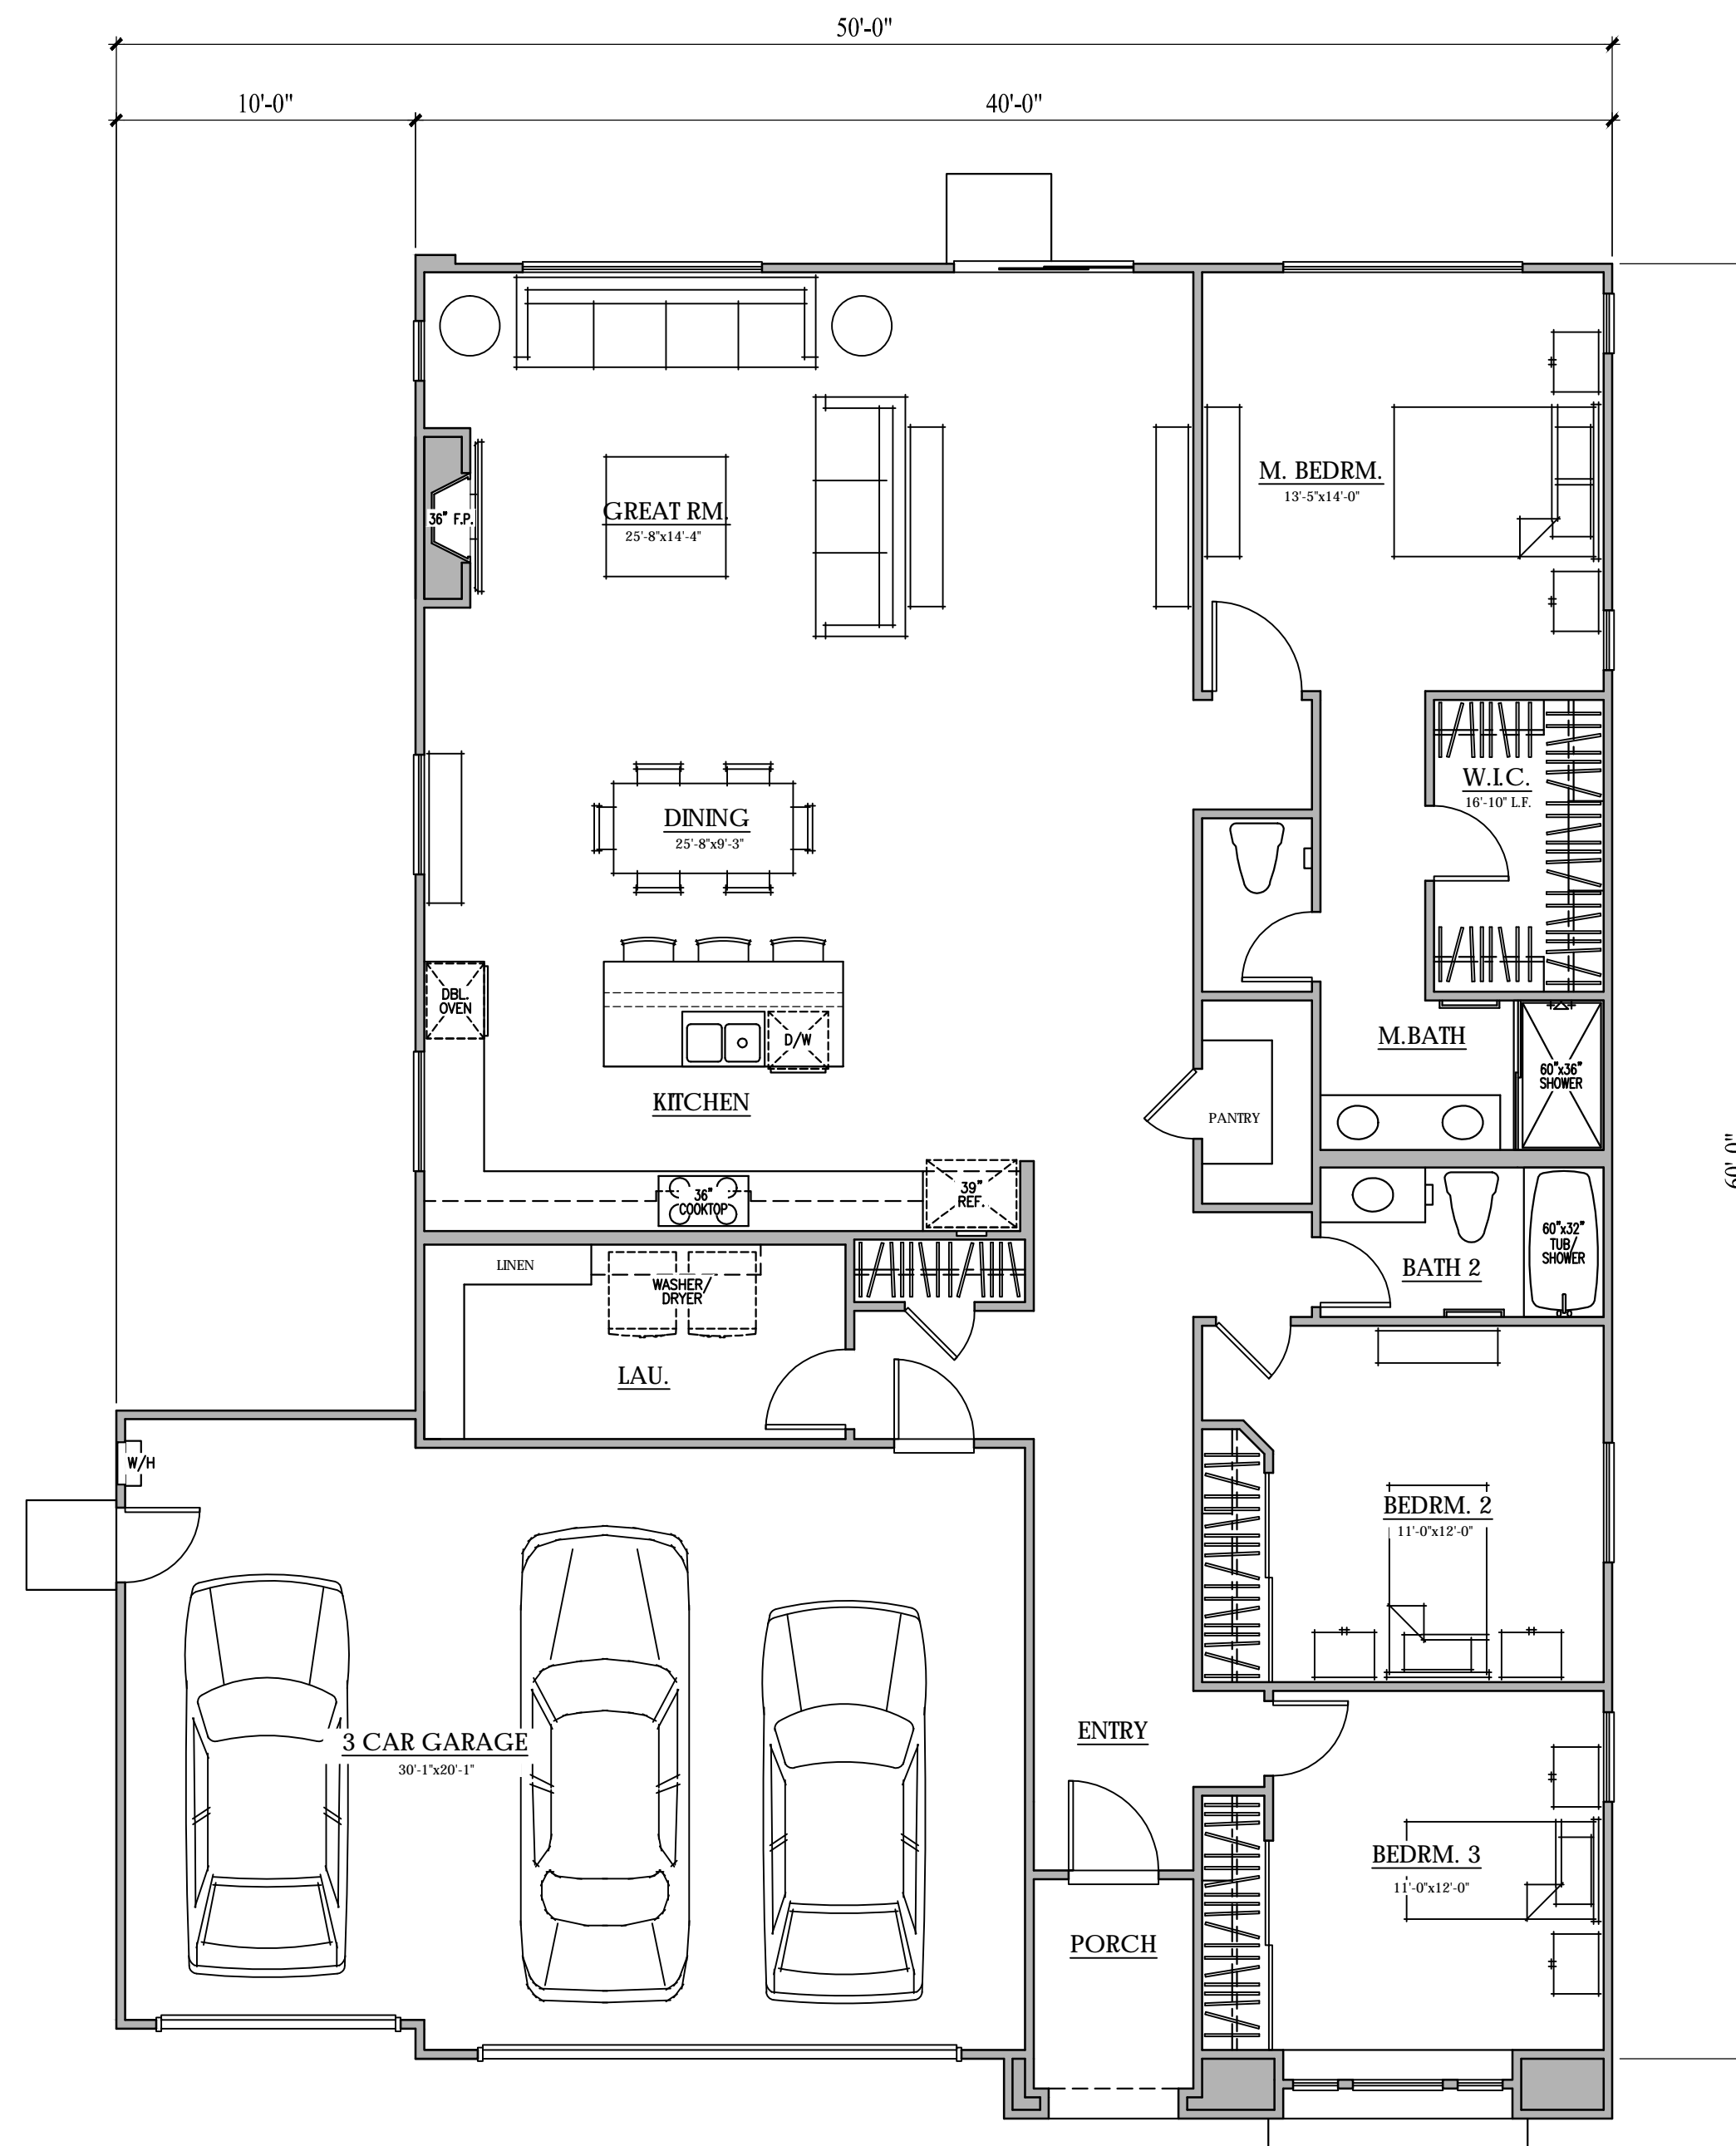 50'-0"
10'-0"
40'-0"
M. BEDRM.
13'-5"x14'-0"
GREAT RM.
25'-8"x14'-4"
36" F.P.
W.I.C.
16'-10" L.F.
DINING
25'-8"x9'-3"
DBL.
OVEN
D/W
M.BATH
60"x36"
SHOWER
KITCHEN
PANTRY
60'-0"
39"
REF.
36"
COOKTOP
60"x32"
TUB/
SHOWER
LINEN
WASHER/
DRYER
BATH 2
LAU.
W/H
BEDRM. 2
11'-0"x12'-0"
ENTRY
3 CAR GARAGE
30'-1"x20'-1"
BEDRM. 3
11'-0"x12'-0"
PORCH